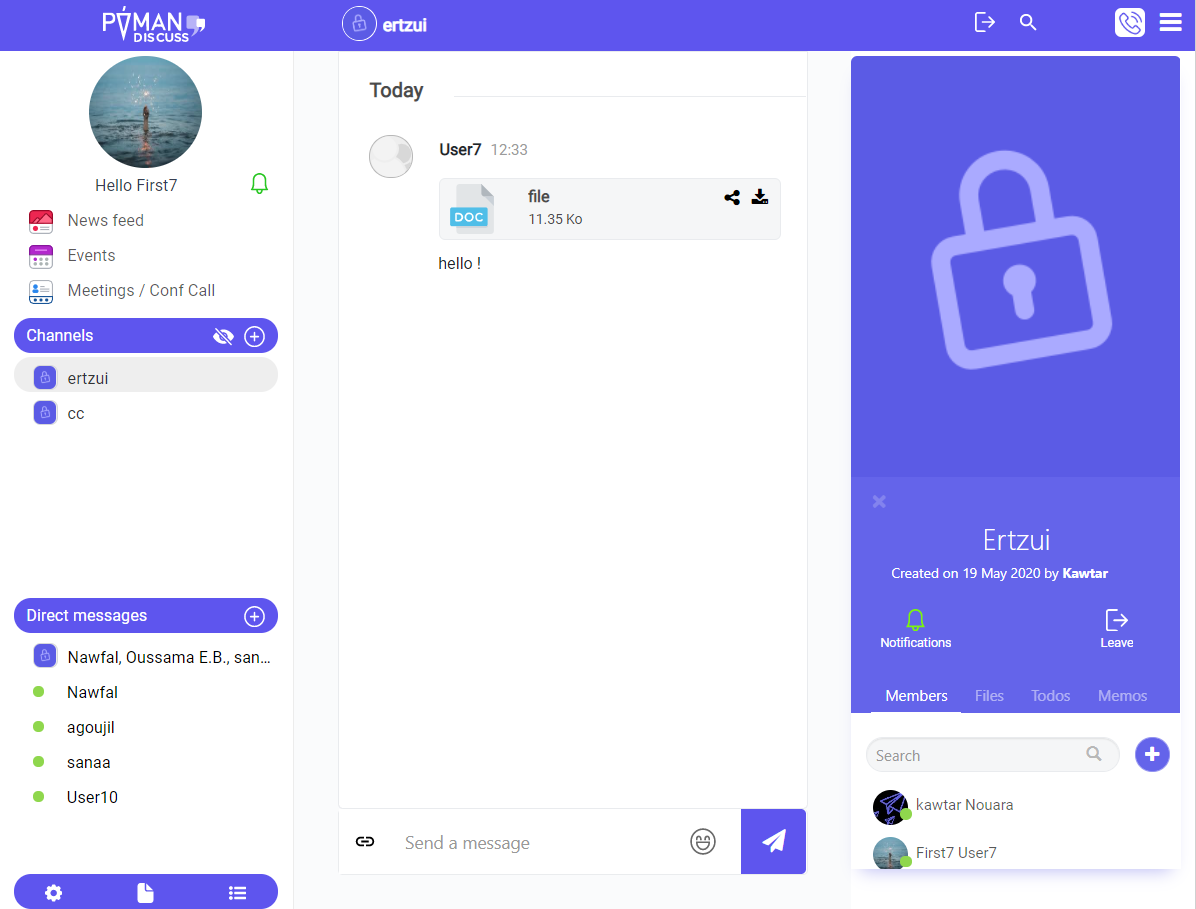 PVMAN
DISCUSS
ertzui
Hello First7
News feed
Events
Meetings / Conf Call
Channels
ertzui
cc
Direct messages
Nawfal, Oussama E.B., san...
Nawfal
agoujil
sanaa
User10
Today
User7 12:33
DOC
file
11.35 Ko
hello !
Send a message
Ertzui
Created on 19 May 2020 by Kawtar
Notifications
Leave
Members Files Todos Memos
Search
kawtar Nouara
First7 User7